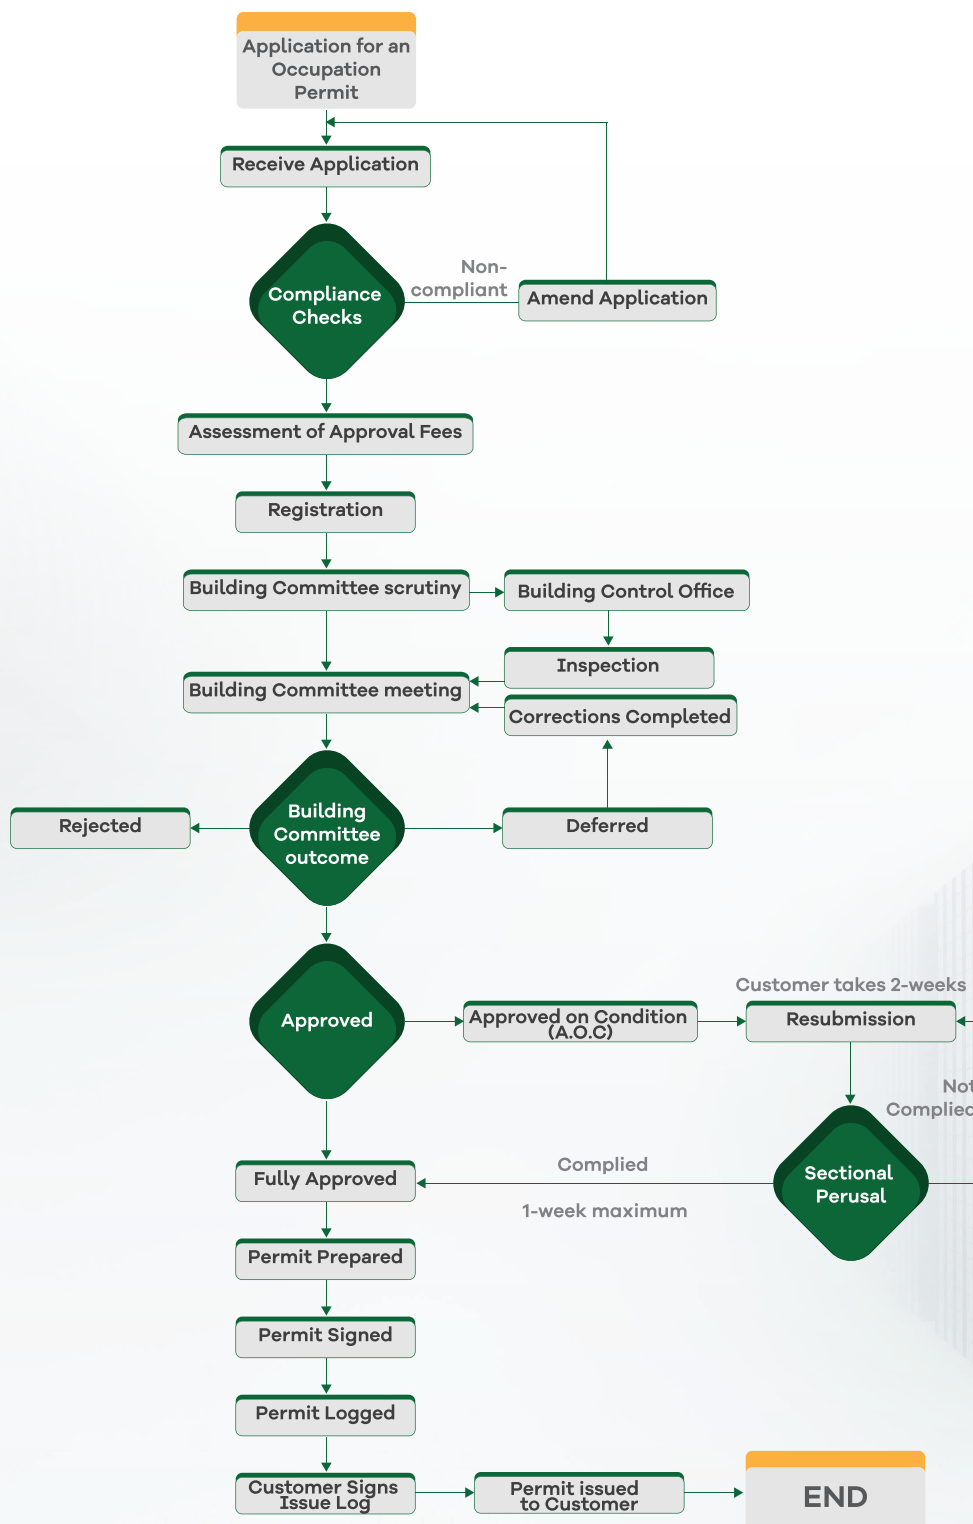 Application for an
Occupation
Permit
Receive Application
Non-
compliant
Amend Application
Compliance
Checks
Assessment of Approval Fees
Registration
Building Committee scrutiny
Building Control Office
Inspection
Building Committee meeting
Corrections Completed
Building
Committee
outcome
Rejected
Deferred
Customer takes 2-weeks
Approved
Approved on Condition
(A.O.C)
Resubmission
Not
Complied
Complied
Sectional
Perusal
Fully Approved
1-week maximum
Permit Prepared
Permit Signed
Permit Logged
Customer Signs
Issue Log
Permit issued
to Customer
END